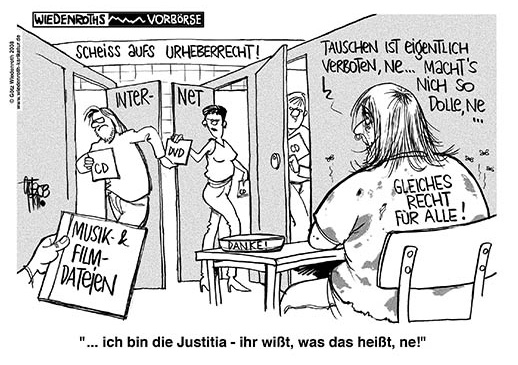 WIEDENROTHS VORBÖRSE
© Götz Wiedenroth 2008
www.wiedenroth-karikatur.de
SCHEISS AUFS URHEBERRECHT!
TAUSCHEN IST EIGENTLICH
VERBOTEN, NE... MACHT'S
NICH SO
DOLLE, NE
...
INTER-
NET
CD
DVD
CD
GLEICHES
RECHT
FÜR ALLE!
DANKE!
MUSIK- &
FILM-
DATEIEN
"... ich bin die Justitia - ihr wißt, was das heißt, ne!"